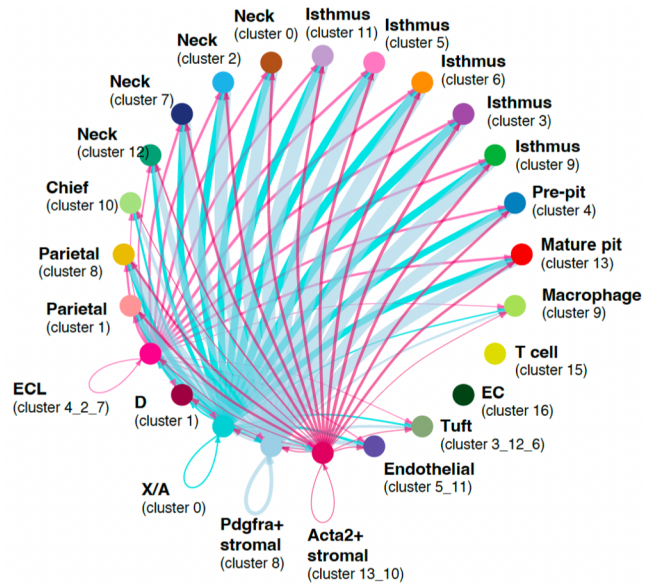 Neck
(cluster 0)
Isthmus
(cluster 11)
Isthmus
(cluster 5)
Neck
(cluster 2)
Isthmus
(cluster 6)
Neck
(cluster 7)
Isthmus
(cluster 3)
Neck
(cluster 12)
Isthmus
(cluster 9)
Chief
(cluster 10)
Pre-pit
(cluster 4)
Parietal
(cluster 8)
Mature pit
(cluster 13)
Parietal
(cluster 1)
Macrophage
(cluster 9)
T cell
(cluster 15)
ECL
(cluster 4_2_7)
D
(cluster 1)
EC
(cluster 16)
Tuft
(cluster 3_12_6)
Endothelial
(cluster 5_11)
X/A
(cluster 0)
Pdgfra+
stromal
(cluster 8)
Acta2+
stromal
(cluster 13_10)